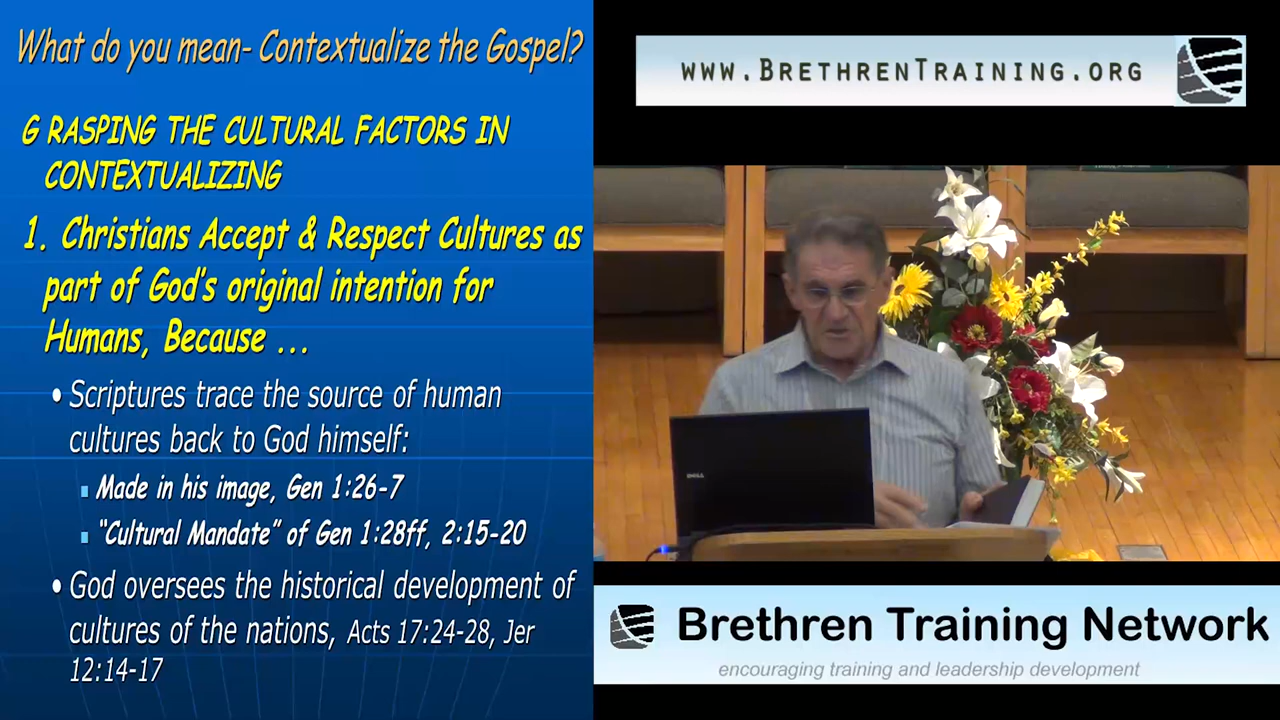 What do you mean- Contextualize the Gospel?
G RASPING THE CULTURAL FACTORS IN
CONTEXTUALIZING
1. Christians Accept & Respect Cultures as
part of God's original intention for
Humans, Because ...
• Scriptures trace the source of human
cultures back to God himself:
▪ Made in his image, Gen 1:26-7
▪ “Cultural Mandate” of Gen 1:28ff, 2:15-20
• God oversees the historical development of
cultures of the nations, Acts 17:24-28, Jer
12:14-17
www.BrethrenTraining.org
DELL
Brethren Training Network
encouraging training and leadership development